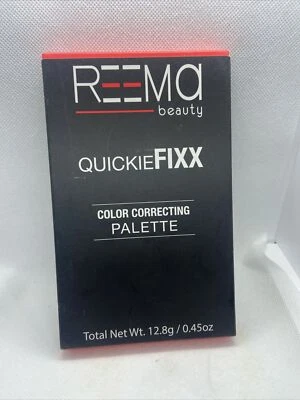 REEMa
beauty
QUICKIEFIXX
COLOR CORRECTING
PALETTE
Total Net Wt. 12.8g / 0.45oz